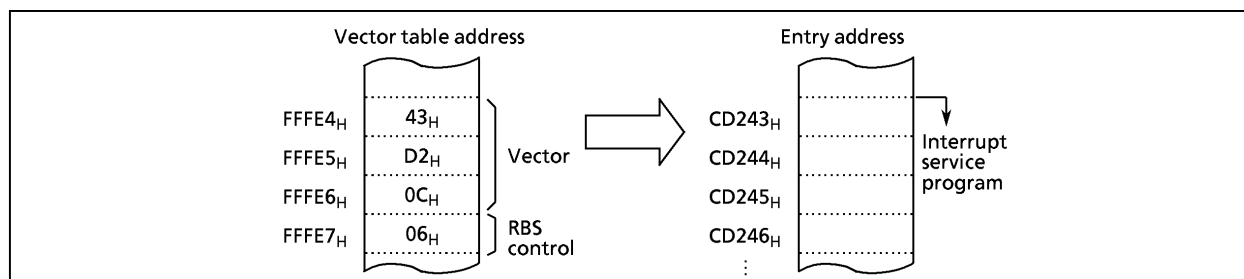 Vector table address
FFFE4H 43H
FFFE5H D2H
FFFE6H 0CH
FFFE7H 06H
Vector
RBS
control
Entry address
CD243H
CD244H
CD245H
CD246H
⋮
Interrupt
service
program